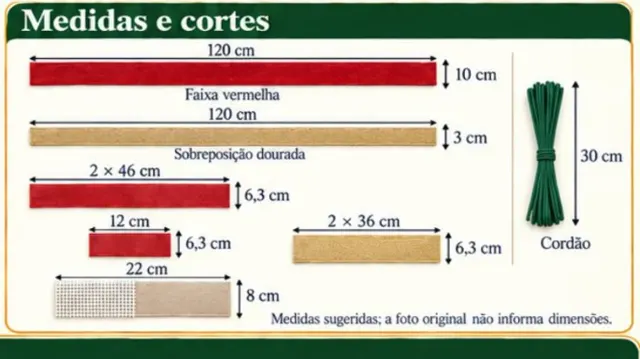 Medidas e cortes
120 cm
10 cm
Faixa vermelha
120 cm
3 cm
Sobreposição dourada
2 × 46 cm
6,3 cm
12 cm
6,3 cm
2 × 36 cm
6,3 cm
22 cm
8 cm
30 cm
Cordão
Medidas sugeridas; a foto original não informa dimensões.